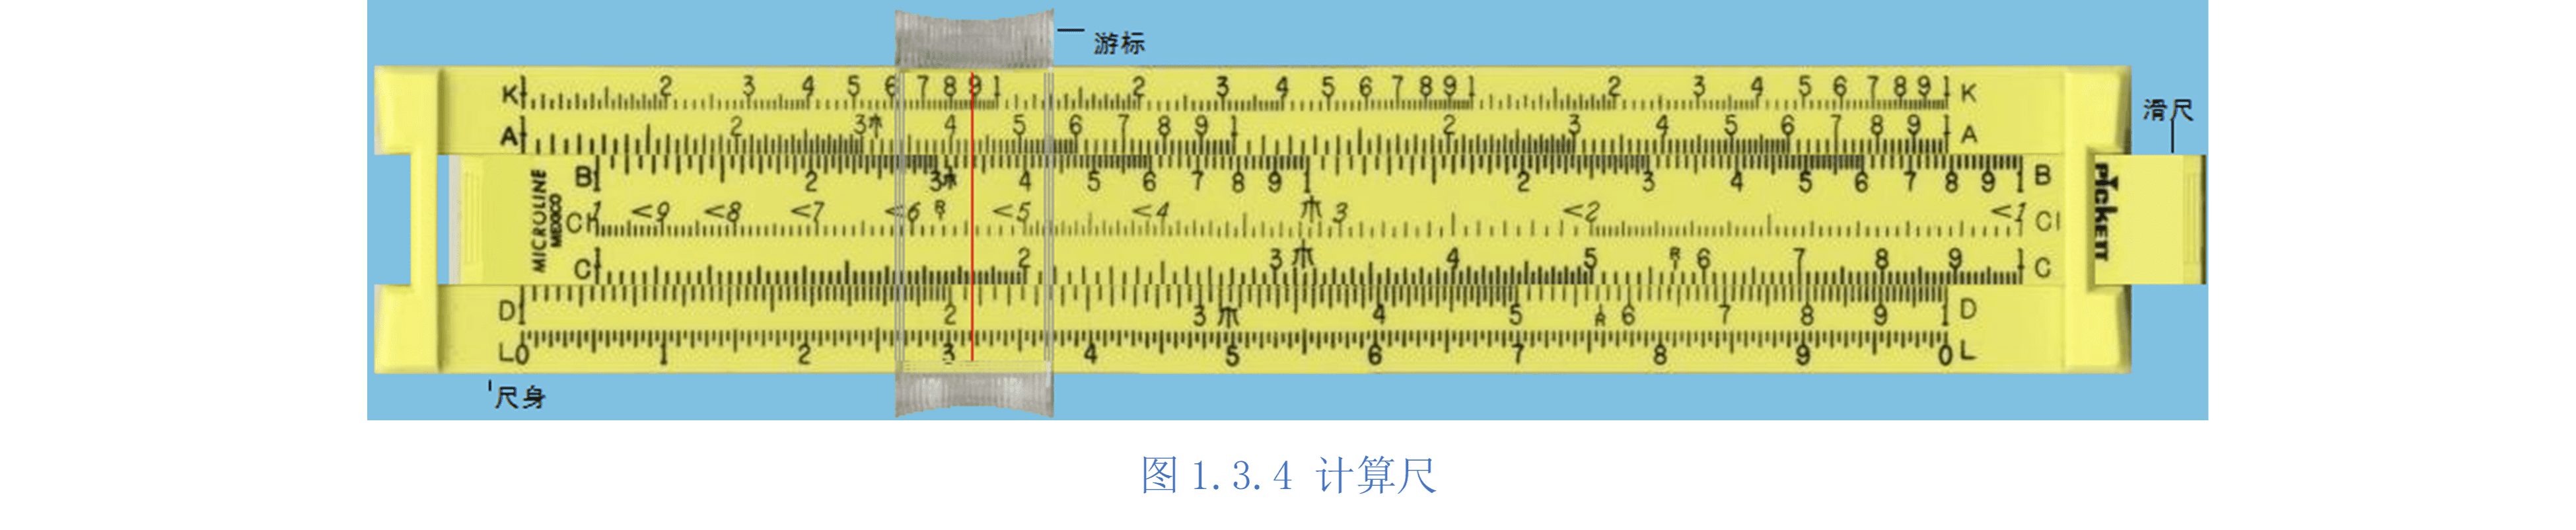 游标
K 1 2 3 4 5 6 7 8 9 1 2 3 4 5 6 7 8 9 1 2 3 4 5 6 7 8 9 1 K
滑尺
A 1 2 3 π 4 5 6 7 8 9 1 2 3 4 5 6 7 8 9 1 A
MICROLINE
MEXICO
B 1 2 3 π 4 5 6 7 8 9 1 2 3 4 5 6 7 8 9 1 B
PICKETT
CI 1 <9 <8 <7 <6 R <5 <4 π 3 <2 <1 CI
C 1 2 3 π 4 5 R 6 7 8 9 1 C
D 1 2 3 π 4 5 R 6 7 8 9 1 D
L 0 1 2 3 4 5 6 7 8 9 0 L
尺身
图 1.3.4 计算尺